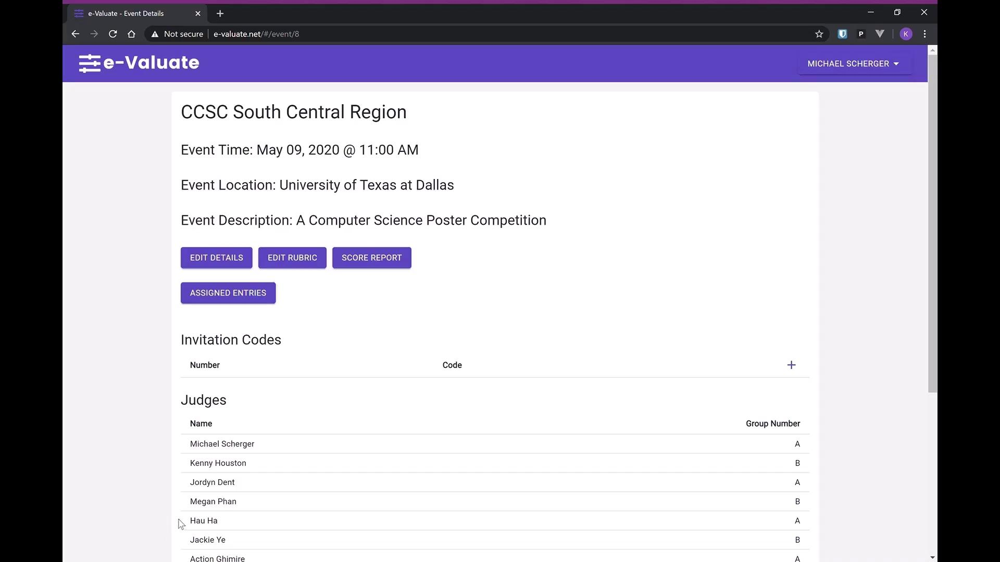 e-Valuate - Event Details
Not secure e-valuate.net/#/event/8 P K
e-Valuate MICHAEL SCHERGER
CCSC South Central Region
Event Time: May 09, 2020 @ 11:00 AM
Event Location: University of Texas at Dallas
Event Description: A Computer Science Poster Competition
EDIT DETAILS EDIT RUBRIC SCORE REPORT
ASSIGNED ENTRIES
Invitation Codes
Number Code +
Judges
Name Group Number
Michael Scherger A
Kenny Houston B
Jordyn Dent A
Megan Phan B
Hau Ha A
Jackie Ye B
Action Ghimire A